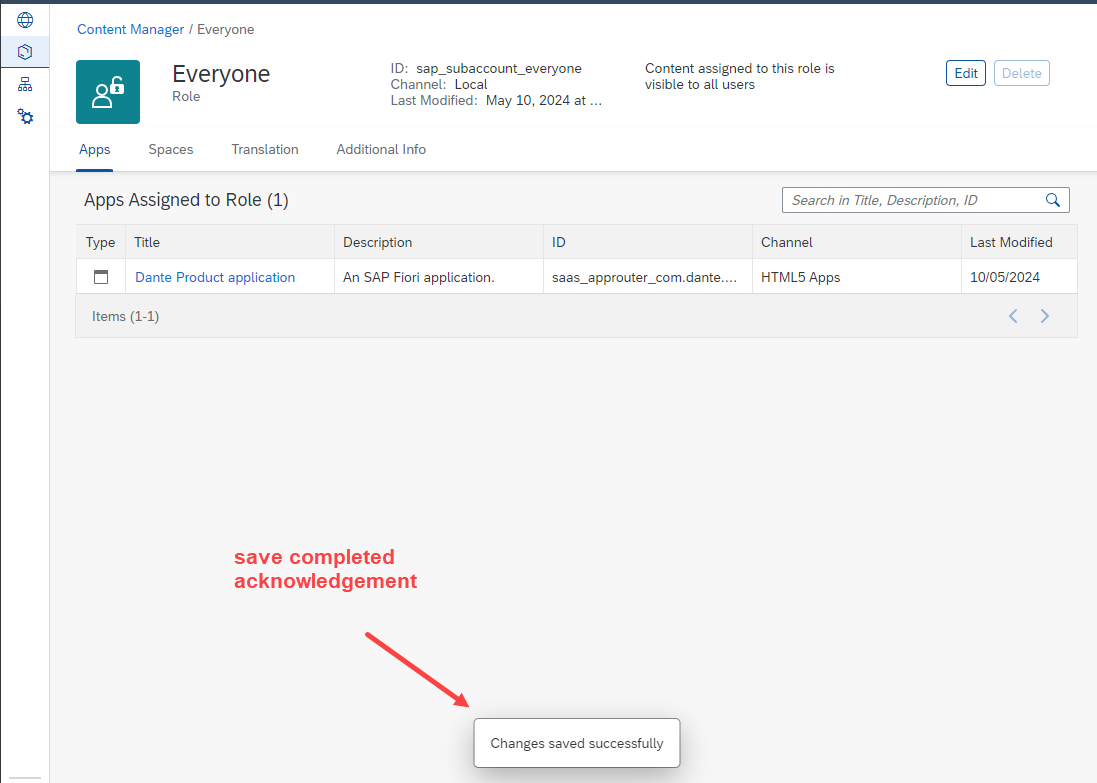 Content Manager / Everyone
Everyone
Role
ID: sap_subaccount_everyone
Channel: Local
Last Modified: May 10, 2024 at ...
Content assigned to this role is
visible to all users
Edit
Delete
Apps Spaces Translation Additional Info
Apps Assigned to Role (1)
Search in Title, Description, ID
Type Title Description ID Channel Last Modified
Dante Product application An SAP Fiori application. saas_approuter_com.dante.... HTML5 Apps 10/05/2024
Items (1-1)
save completed
acknowledgement
Changes saved successfully